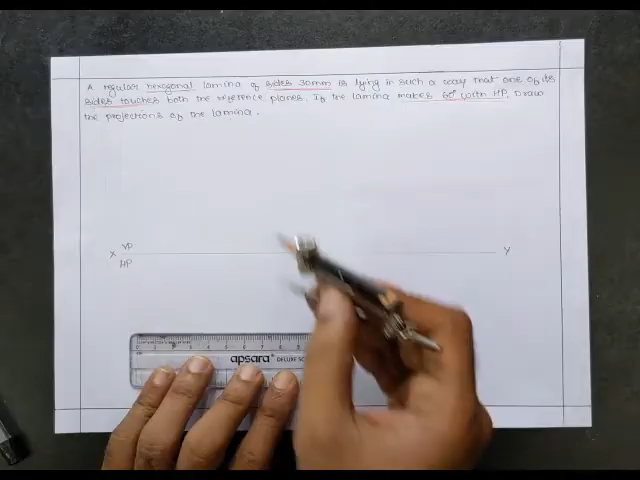 A regular hexagonal lamina of sides 30mm is lying in such a way that one of its
sides touches both the reference planes. If the lamina makes 60° with HP. Draw
the projections of the lamina.
X VP Y
HP
apsara DELUXE